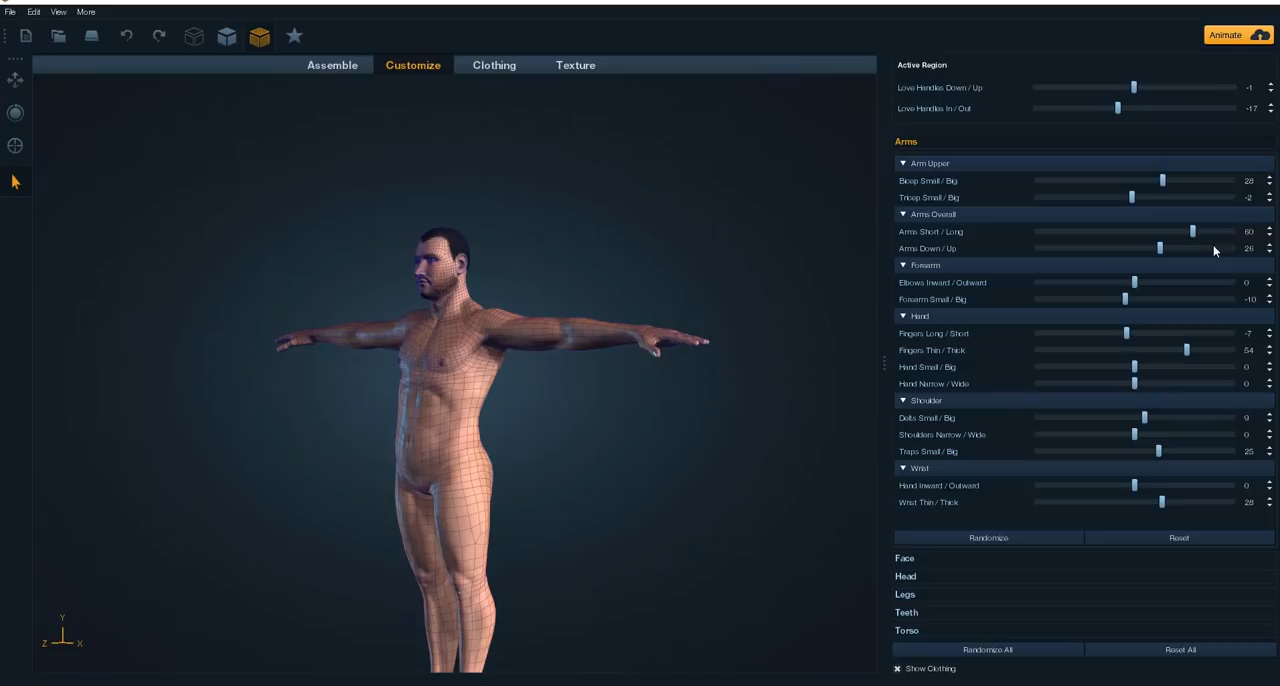 File Edit View More
Animate
Assemble Customize Clothing Texture
Active Region
Love Handles Down / Up -1
Love Handles In / Out -17
Arms
Arm Upper
Bicep Small / Big 28
Tricep Small / Big -2
Arms Overall
Arms Short / Long 60
Arms Down / Up 26
Forearm
Elbows Inward / Outward 0
Forearm Small / Big -10
Hand
Fingers Long / Short -7
Fingers Thin / Thick 54
Hand Small / Big 0
Hand Narrow / Wide 0
Shoulder
Delts Small / Big 9
Shoulders Narrow / Wide 0
Traps Small / Big 25
Wrist
Hand Inward / Outward 0
Wrist Thin / Thick 28
Randomize Reset
Face
Head
Legs
Teeth
Torso
Randomize All Reset All
Show Clothing
Y
Z X